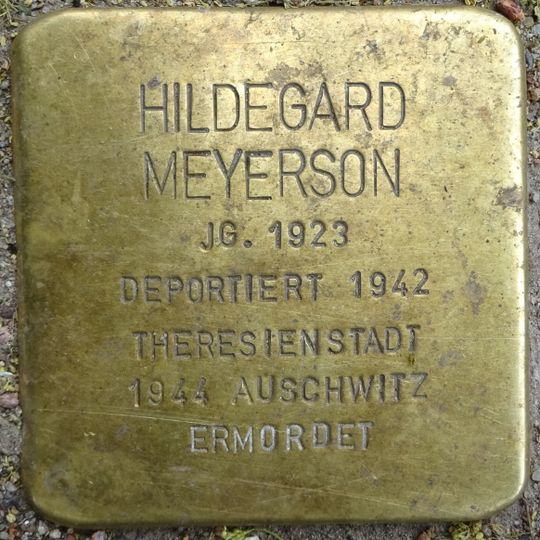 HILDEGARD
MEYERSON
JG. 1923
DEPORTIERT 1942
THERESIENSTADT
1944 AUSCHWITZ
ERMORDET